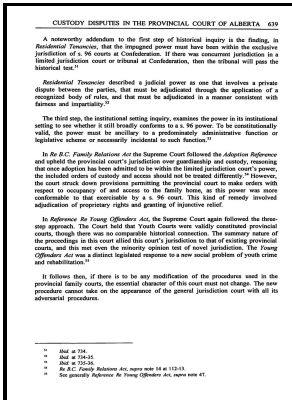 CUSTODY DISPUTES IN THE PROVINCIAL COURT OF ALBERTA 639
A noteworthy addendum to the first step of historical inquiry is the finding, in
Residential Tenancies, that the impugned power must have been within the exclusive
jurisdiction of s. 96 courts at Confederation. If there was concurrent jurisdiction in a
limited jurisdiction court or tribunal at Confederation, then the tribunal will pass the
historical test.
Residential Tenancies described a judicial power as one that involves a private
dispute between the parties, that must be adjudicated through the application of a
recognized body of rules, and that must be adjudicated in a manner consistent with
fairness and impartiality.
The third step, the institutional setting inquiry, examines the power in its institutional
setting to see whether it still broadly conforms to a s. 96 power. To be constitutionally
valid, the power must be ancillary to a predominately administrative function or
legislative scheme or necessarily incidental to such function.
In Re B.C. Family Relations Act the Supreme Court followed the Adoption Reference
and upheld the provincial court's jurisdiction over guardianship and custody, reasoning
that once adoption has been admitted to be within the limited jurisdiction court's power,
the included orders of custody and access should not be treated differently. However,
the court struck down provisions permitting the provincial court to make orders with
respect to occupancy of and access to the family home, as this power was more
conformable to that exercisable by a s. 96 court. This kind of remedy involved
adjudication of proprietary rights and granting of injunctive relief.
In Reference Re Young Offenders Act, the Supreme Court again followed the three-
step approach. The Court held that Youth Courts were validly constituted provincial
courts, though there was no comparable historical connection. The summary nature of
the proceedings in this court allied this court's jurisdiction to that of existing provincial
courts, and this met even the minority opinion test of novel jurisdiction. The Young
Offenders Act was a distinct legislated response to a new social problem of youth crime
and rehabilitation.
It follows then, if there is to be any modification of the procedures used in the
provincial family courts, the essential character of this court must not change. The new
procedure cannot take on the appearance of the general jurisdiction court with all its
adversarial procedures.
Ibid. at 734.
Ibid. at 734-35.
Ibid. at 735-36.
Re B.C. Family Relations Act, supra note 14 at 112-13.
See generally Reference Re Young Offenders Act, supra note 47.